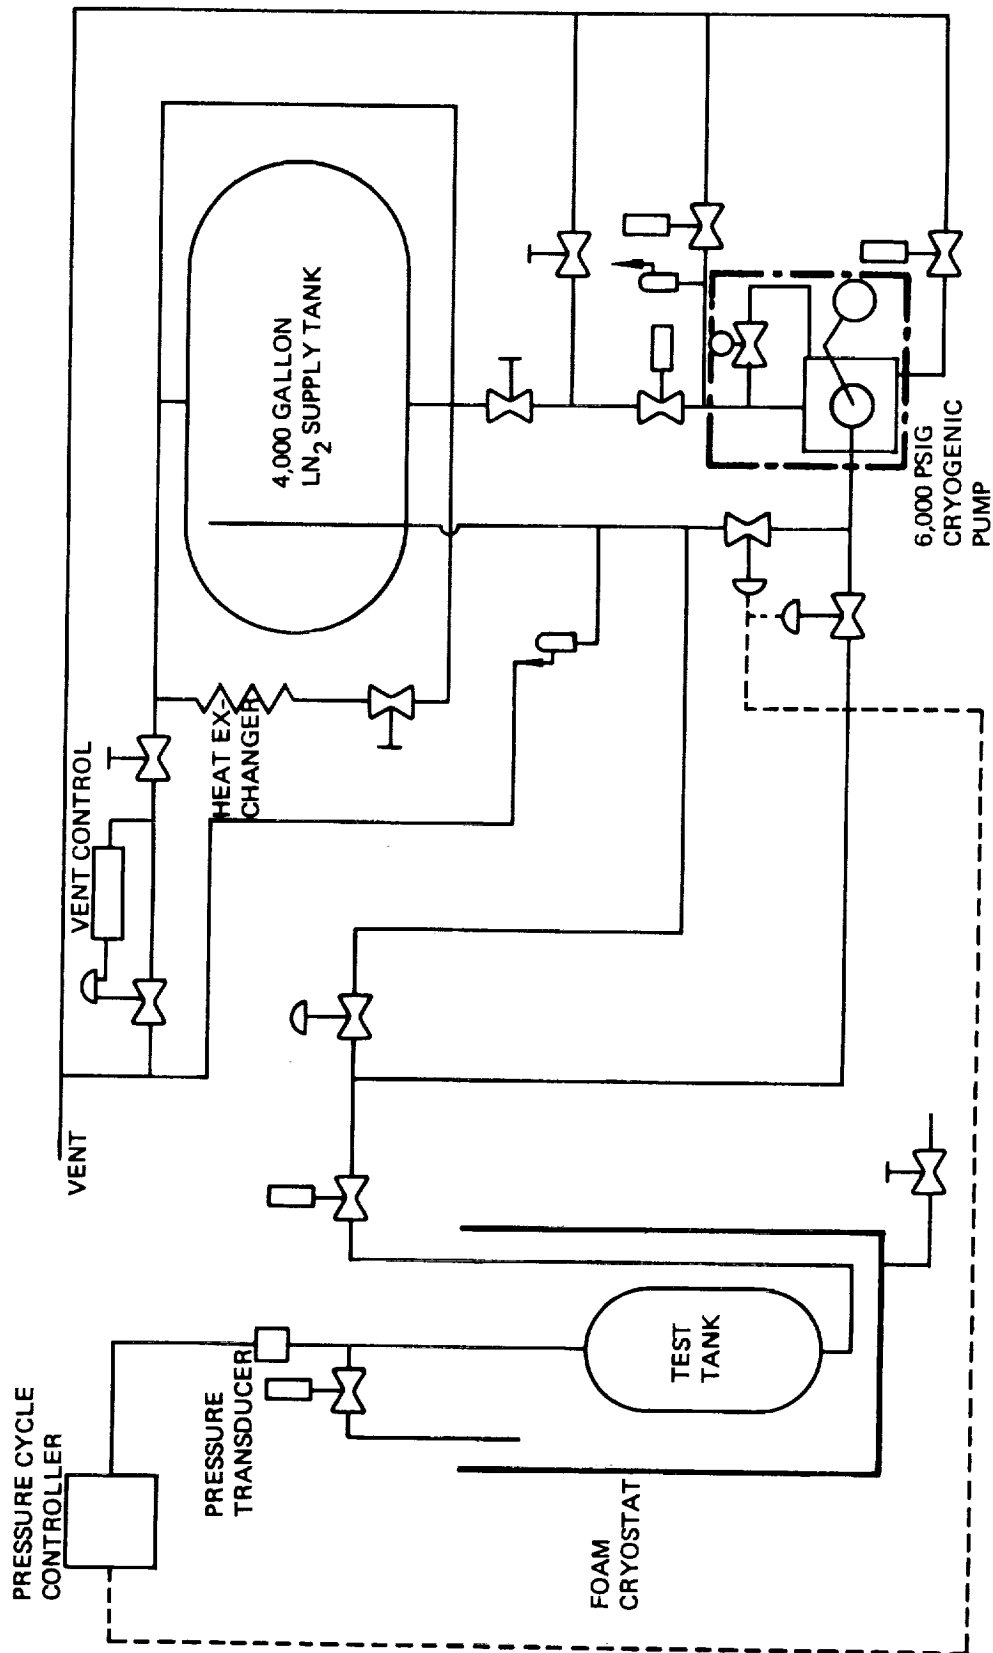 PRESSURE CYCLE
CONTROLLER
PRESSURE
TRANSDUCER
FOAM
CRYOSTAT
TEST
TANK
VENT
VENT CONTROL
HEAT EX-
CHANGER
4,000 GALLON
LN2 SUPPLY TANK
6,000 PSIG
CRYOGENIC
PUMP